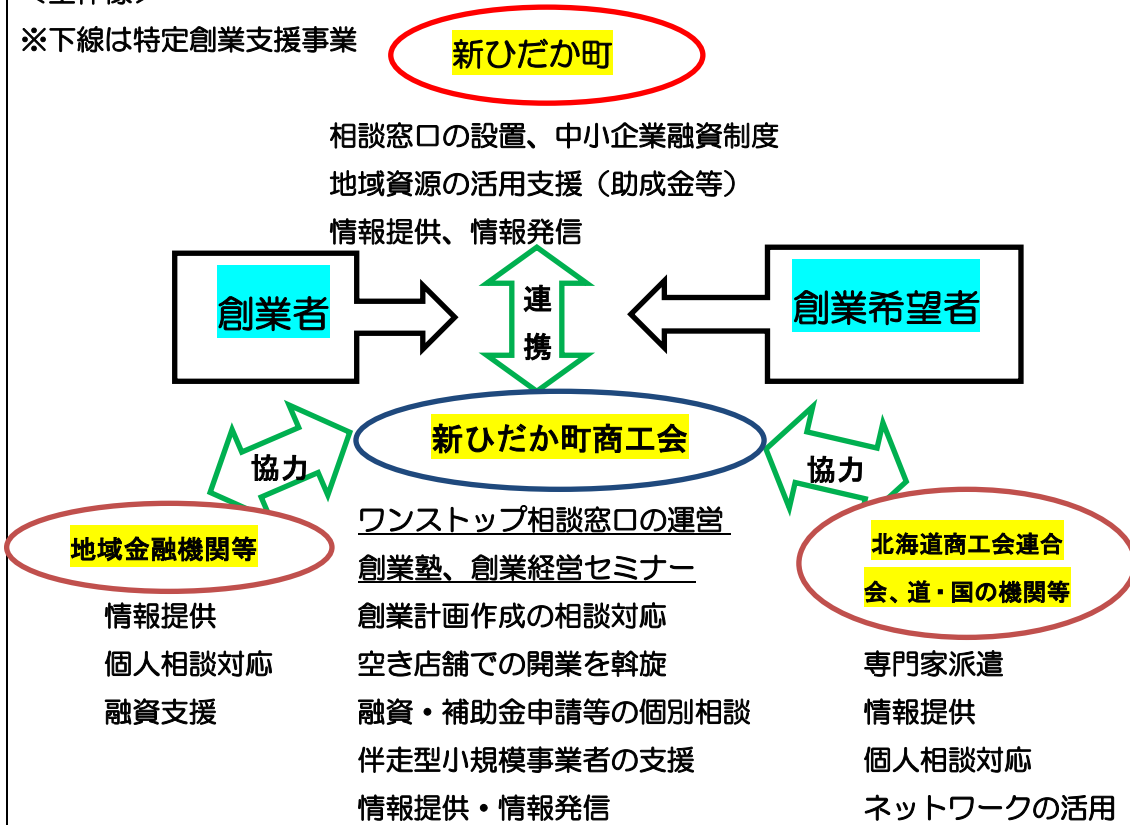 ※下線は特定創業支援事業
新ひだか町
相談窓口の設置、中小企業融資制度
地域資源の活用支援（助成金等）
情報提供、情報発信
創業者
連
携
創業希望者
新ひだか町商工会
協力
協力
地域金融機関等
情報提供
個人相談対応
融資支援
ワンストップ相談窓口の運営
創業塾、創業経営セミナー
創業計画作成の相談対応
空き店舗での開業を斡旋
融資・補助金申請等の個別相談
伴走型小規模事業者の支援
情報提供・情報発信
北海道商工会連合
会、道・国の機関等
専門家派遣
情報提供
個人相談対応
ネットワークの活用